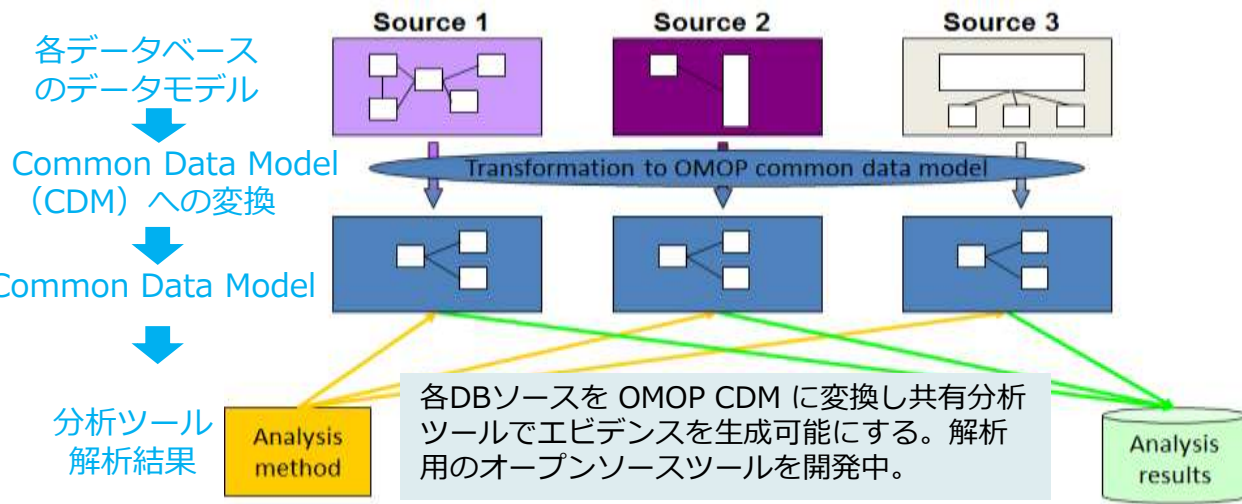 Source 1
Source 2
Source 3
各データベース
のデータモデル
Transformation to OMOP common data model
Common Data Model
（CDM）への変換
Common Data Model
分析ツール
解析結果
Analysis
method
各DBソースを OMOP CDM に変換し共有分析
ツールでエビデンスを生成可能にする。解析
用のオープンソースツールを開発中。
Analysis
results